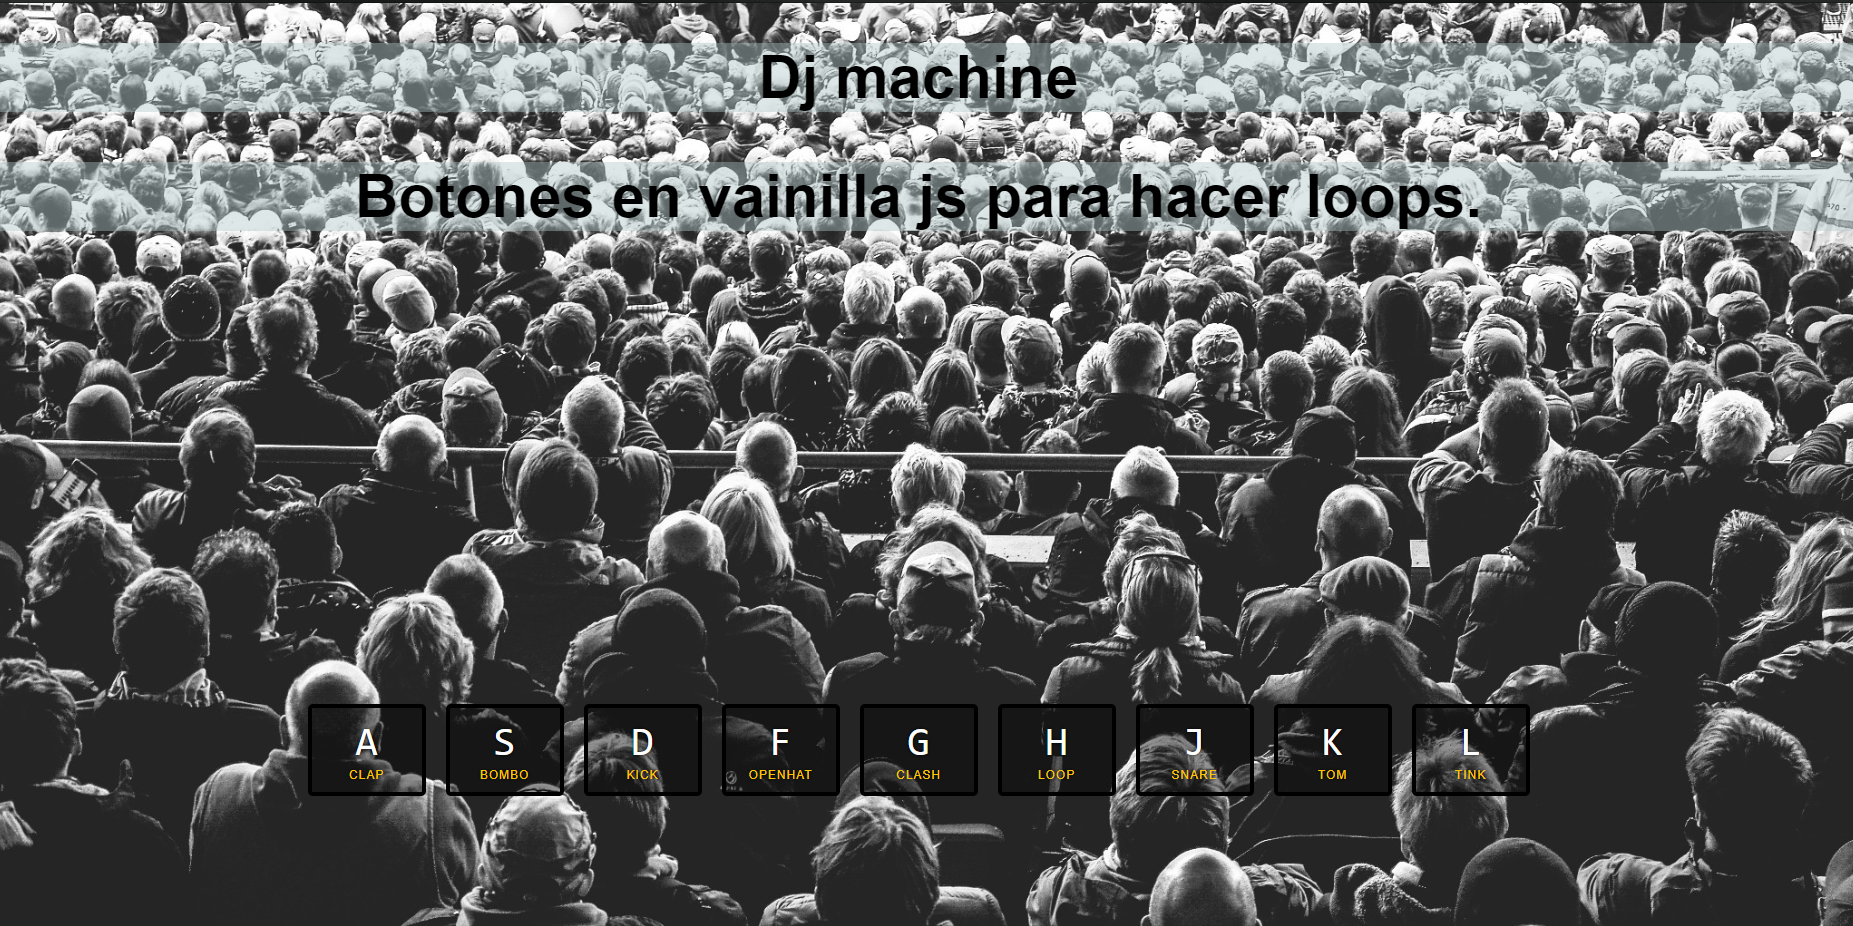 Dj machine
Botones en vainilla js para hacer loops.
A S D F G H J K L
CLAP BOMBO KICK OPENHAT CLASH LOOP SNARE TOM TINK